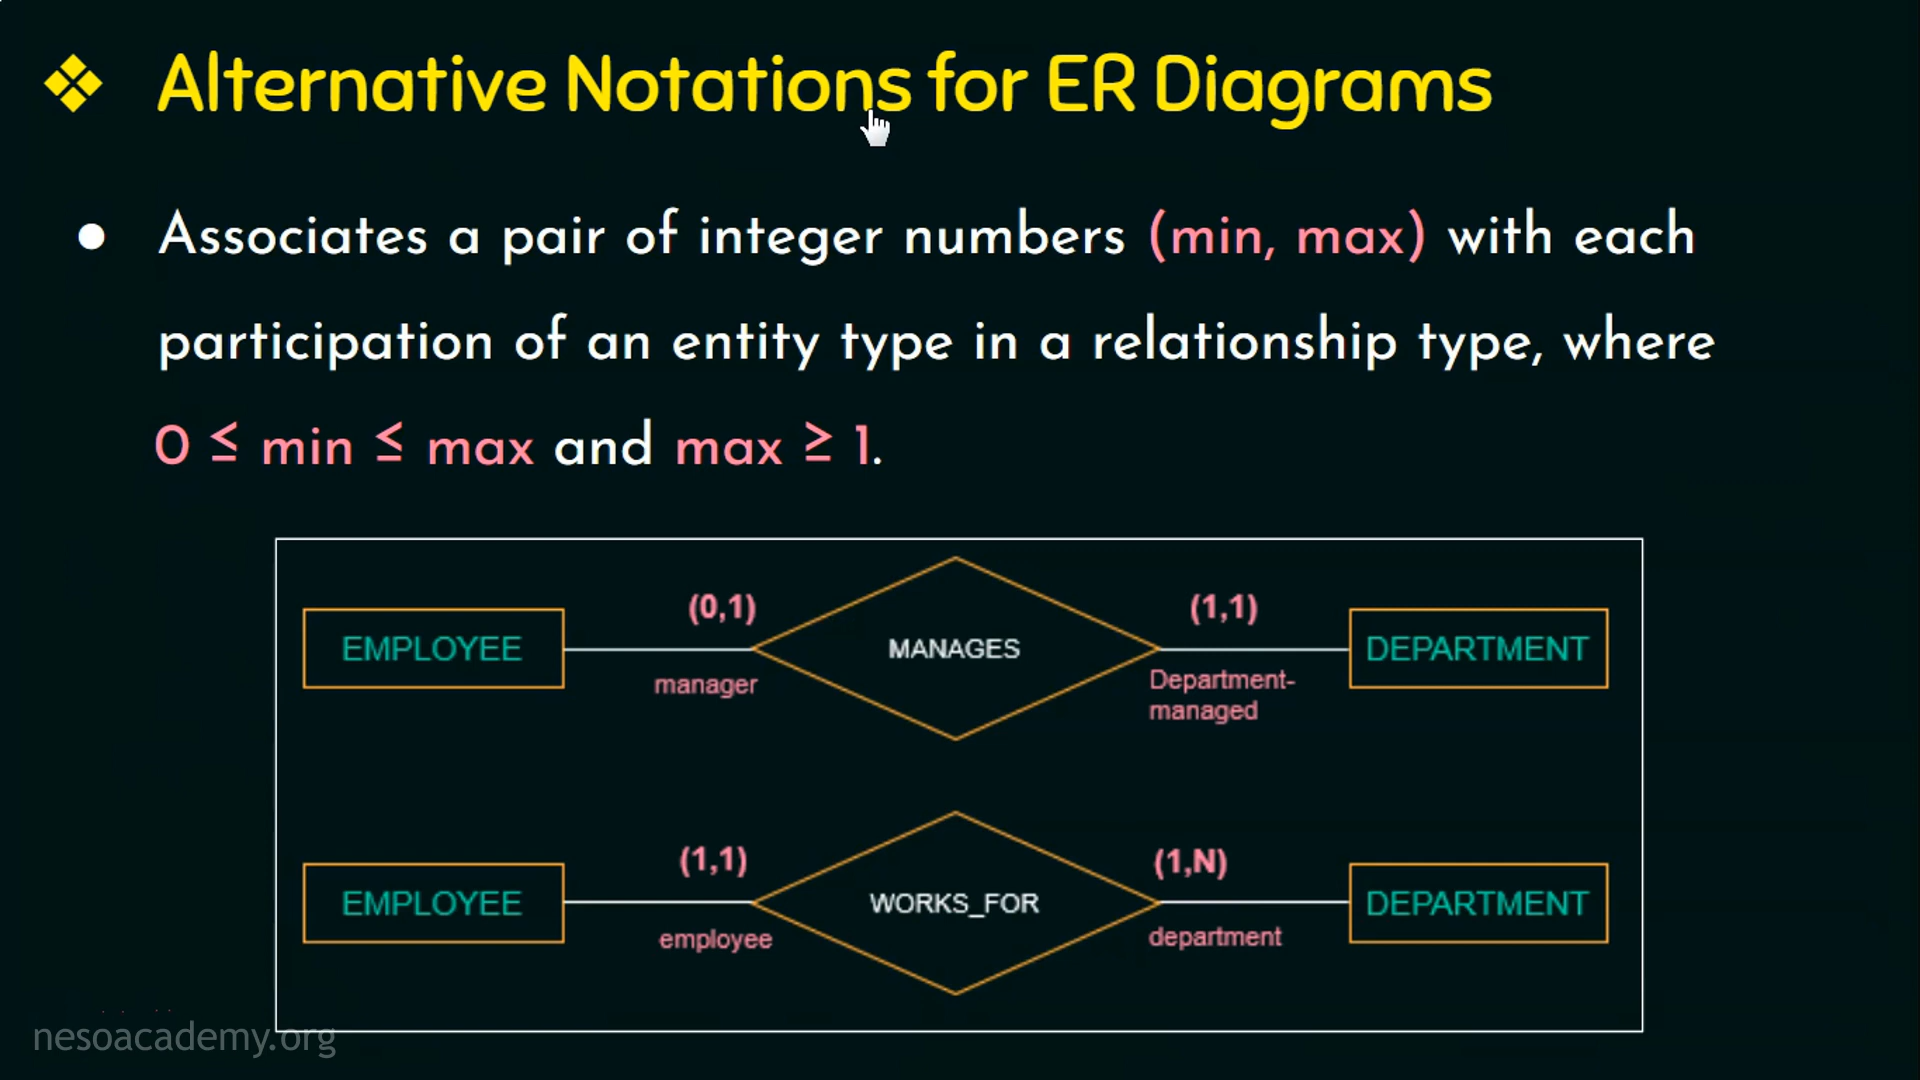 ❖ Alternative Notations for ER Diagrams
● Associates a pair of integer numbers (min, max) with each
participation of an entity type in a relationship type, where
0 ≤ min ≤ max and max ≥ 1.
(0,1)
(1,1)
EMPLOYEE
MANAGES
DEPARTMENT
manager
Department-
managed
(1,1)
(1,N)
EMPLOYEE
WORKS_FOR
DEPARTMENT
employee
department
nesoacademy.org